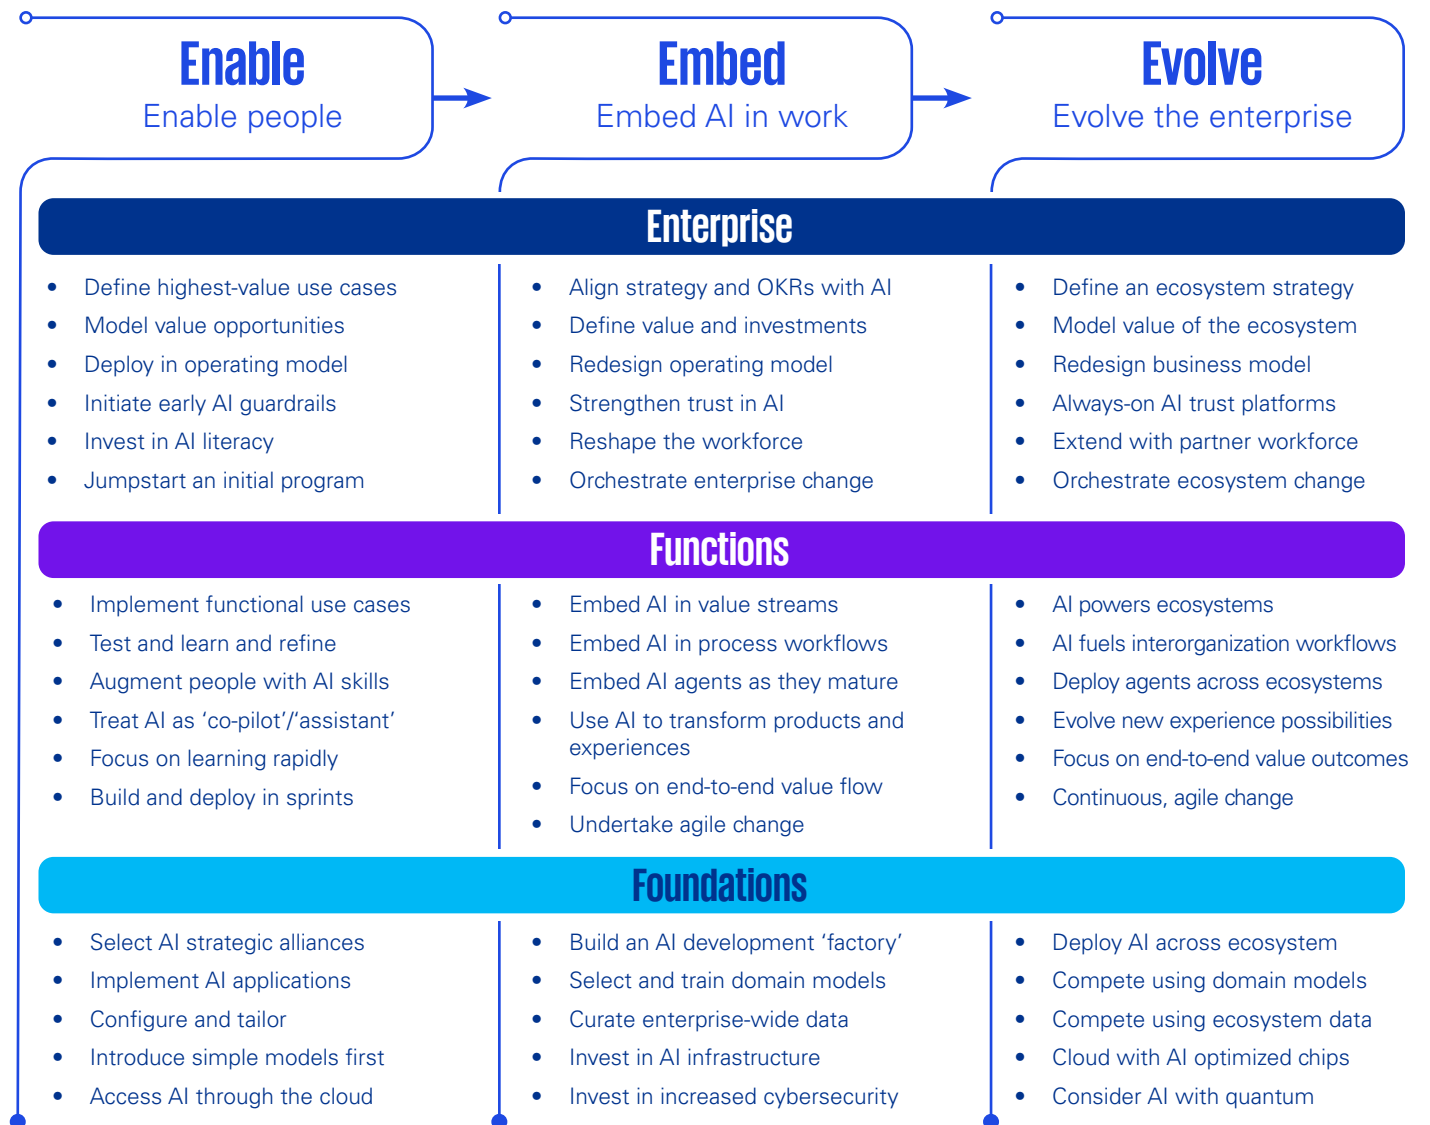 Enable
Enable people
Embed
Embed AI in work
Evolve
Evolve the enterprise
Enterprise
• Define highest-value use cases
• Model value opportunities
• Deploy in operating model
• Initiate early AI guardrails
• Invest in AI literacy
• Jumpstart an initial program
• Align strategy and OKRs with AI
• Define value and investments
• Redesign operating model
• Strengthen trust in AI
• Reshape the workforce
• Orchestrate enterprise change
• Define an ecosystem strategy
• Model value of the ecosystem
• Redesign business model
• Always-on AI trust platforms
• Extend with partner workforce
• Orchestrate ecosystem change
Functions
• Implement functional use cases
• Test and learn and refine
• Augment people with AI skills
• Treat AI as ‘co-pilot’/‘assistant’
• Focus on learning rapidly
• Build and deploy in sprints
• Embed AI in value streams
• Embed AI in process workflows
• Embed AI agents as they mature
• Use AI to transform products and
experiences
• Focus on end-to-end value flow
• Undertake agile change
• AI powers ecosystems
• AI fuels interorganization workflows
• Deploy agents across ecosystems
• Evolve new experience possibilities
• Focus on end-to-end value outcomes
• Continuous, agile change
Foundations
• Select AI strategic alliances
• Implement AI applications
• Configure and tailor
• Introduce simple models first
• Access AI through the cloud
• Build an AI development ‘factory’
• Select and train domain models
• Curate enterprise-wide data
• Invest in AI infrastructure
• Invest in increased cybersecurity
• Deploy AI across ecosystem
• Compete using domain models
• Compete using ecosystem data
• Cloud with AI optimized chips
• Consider AI with quantum